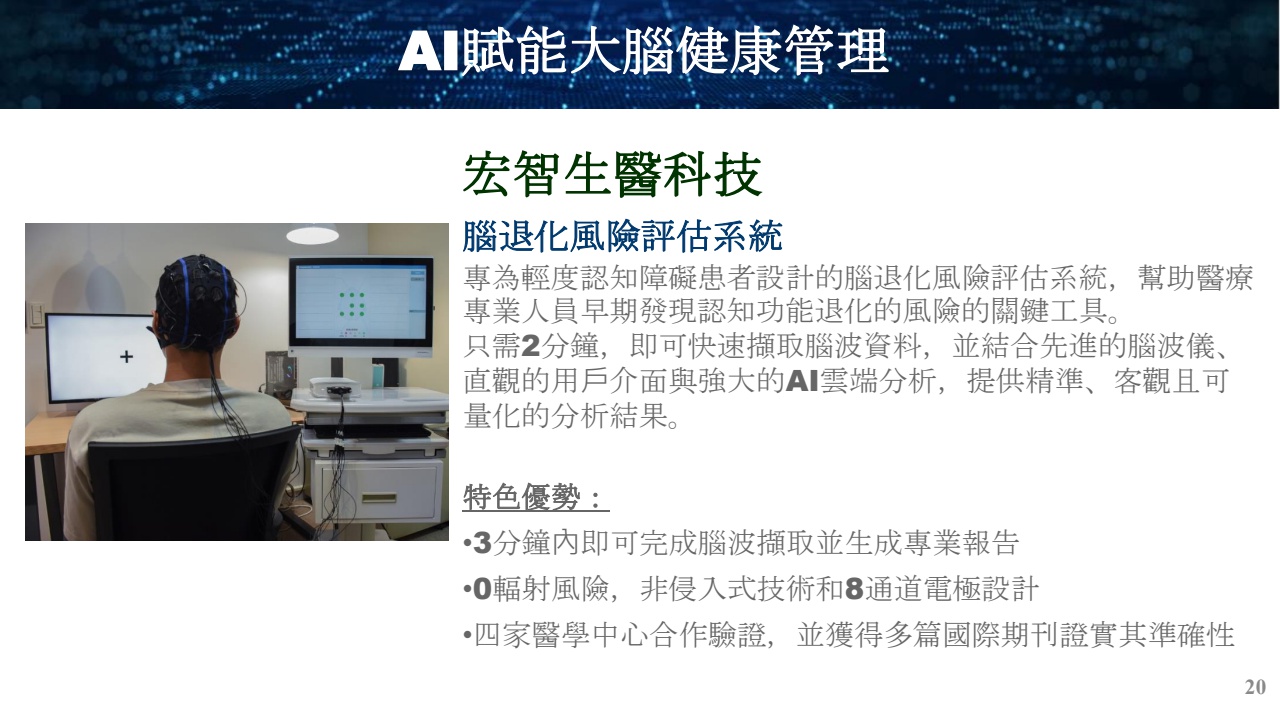 AI賦能大腦健康管理
宏智生醫科技
腦退化風險評估系統
專為輕度認知障礙患者設計的腦退化風險評估系統，幫助醫療
專業人員早期發現認知功能退化的風險的關鍵工具。
只需2分鐘，即可快速擷取腦波資料，並結合先進的腦波儀、
直觀的用戶介面與強大的AI雲端分析，提供精準、客觀且可
量化的分析結果。
特色優勢：
•3分鐘內即可完成腦波擷取並生成專業報告
•0輻射風險，非侵入式技術和8通道電極設計
•四家醫學中心合作驗證，並獲得多篇國際期刊證實其準確性
20